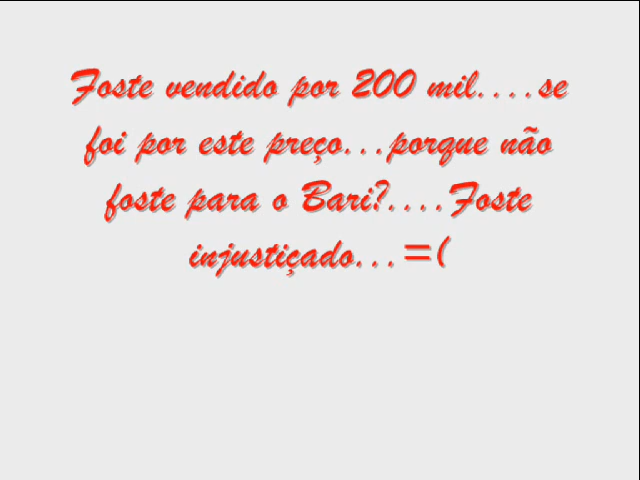 Foste vendido por 200 mil....se
foi por este preço...porque não
foste para o Bari?....Foste
injustiçado...=(